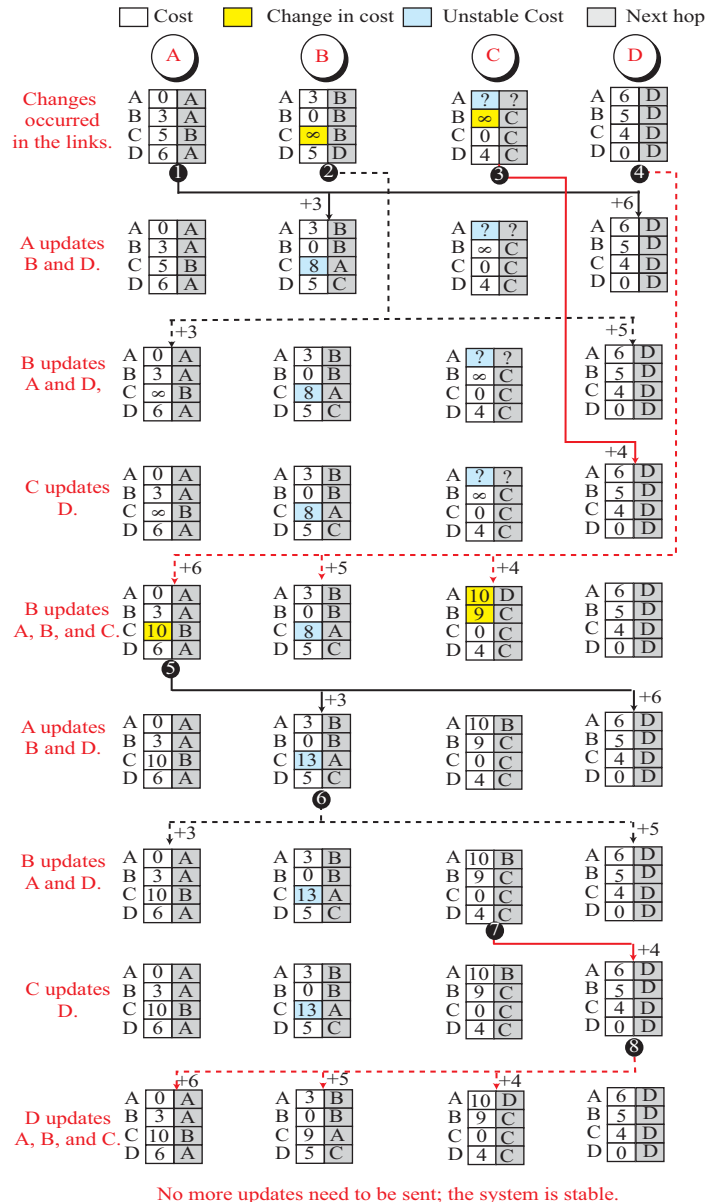 Cost Change in cost Unstable Cost Next hop
A B C D
Changes
occurred
in the links.
A 0 A A 3 B A ? ? A 6 D
B 3 A B 0 B B ∞ C B 5 D
C 5 B C ∞ B C 0 C C 4 D
D 6 A D 5 D D 4 C D 0 D
1 2 3 4
+3 +6
A updates
B and D.
A 0 A A 3 B A ? ? A 6 D
B 3 A B 0 B B ∞ C B 5 D
C 5 B C 8 A C 0 C C 4 D
D 6 A D 5 C D 4 C D 0 D
+3 +5
B updates
A and D,
A 0 A A 3 B A ? ? A 6 D
B 3 A B 0 B B ∞ C B 5 D
C ∞ B C 8 A C 0 C C 4 D
D 6 A D 5 C D 4 C D 0 D
+4
C updates
D.
A 0 A A 3 B A ? ? A 6 D
B 3 A B 0 B B ∞ C B 5 D
C ∞ B C 8 A C 0 C C 4 D
D 6 A D 5 C D 4 C D 0 D
+6 +5 +4
B updates
A, B, and C.
A 0 A A 3 B A 10 D A 6 D
B 3 A B 0 B B 9 C B 5 D
C 10 B C 8 A C 0 C C 4 D
D 6 A D 5 C D 4 C D 0 D
5
+3 +6
A updates
B and D.
A 0 A A 3 B A 10 B A 6 D
B 3 A B 0 B B 9 C B 5 D
C 10 B C 13 A C 0 C C 4 D
D 6 A D 5 C D 4 C D 0 D
6
+3 +5
B updates
A and D.
A 0 A A 3 B A 10 B A 6 D
B 3 A B 0 B B 9 C B 5 D
C 10 B C 13 A C 0 C C 4 D
D 6 A D 5 C D 4 C D 0 D
7
+4
C updates
D.
A 0 A A 3 B A 10 B A 6 D
B 3 A B 0 B B 9 C B 5 D
C 10 B C 13 A C 0 C C 4 D
D 6 A D 5 C D 4 C D 0 D
8
+6 +5 +4
D updates
A, B, and C.
A 0 A A 3 B A 10 D A 6 D
B 3 A B 0 B B 9 C B 5 D
C 10 B C 9 A C 0 C C 4 D
D 6 A D 5 C D 4 C D 0 D
No more updates need to be sent; the system is stable.